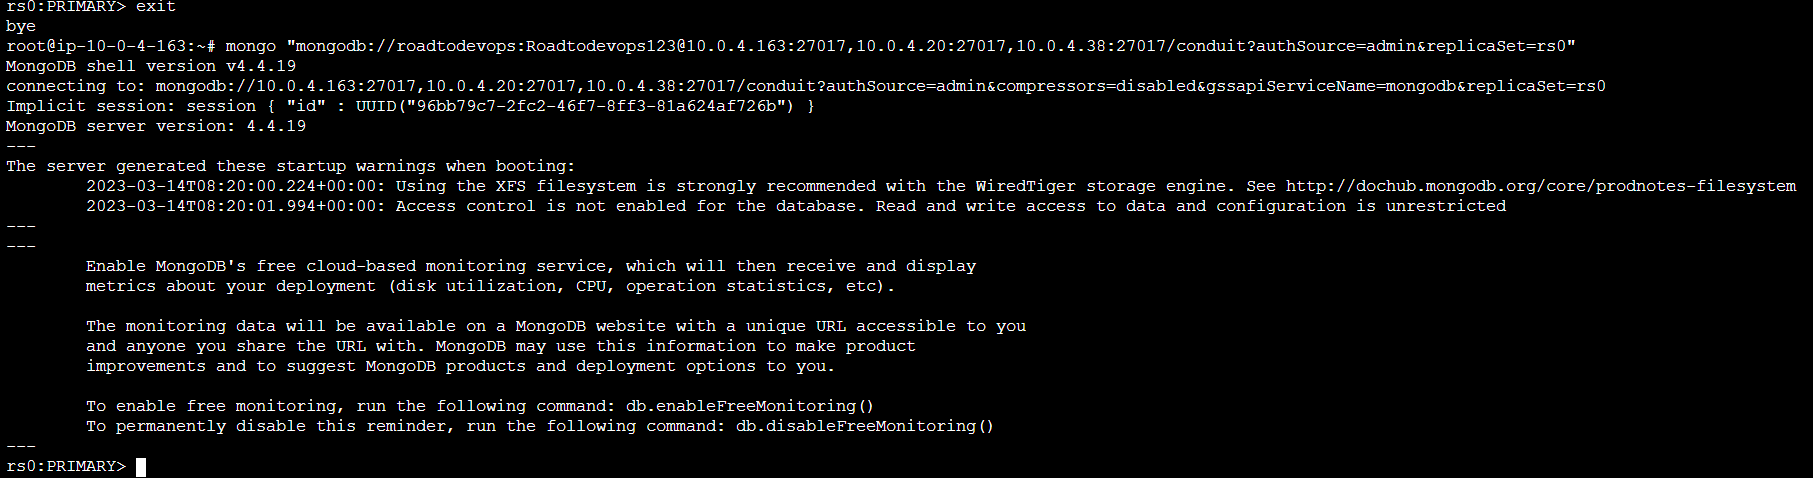 rs0:PRIMARY> exit
bye
root@ip-10-0-4-163:~# mongo "mongodb://roadtodevops:Roadtodevops123@10.0.4.163:27017,10.0.4.20:27017,10.0.4.38:27017/conduit?authSource=admin&replicaSet=rs0"
MongoDB shell version v4.4.19
connecting to: mongodb://10.0.4.163:27017,10.0.4.20:27017,10.0.4.38:27017/conduit?authSource=admin&compressors=disabled&gssapiServiceName=mongodb&replicaSet=rs0
Implicit session: session { "id" : UUID("96bb79c7-2fc2-46f7-8ff3-81a624af726b") }
MongoDB server version: 4.4.19
---
The server generated these startup warnings when booting:
        2023-03-14T08:20:00.224+00:00: Using the XFS filesystem is strongly recommended with the WiredTiger storage engine. See http://dochub.mongodb.org/core/prodnotes-filesystem
        2023-03-14T08:20:01.994+00:00: Access control is not enabled for the database. Read and write access to data and configuration is unrestricted
---
---
        Enable MongoDB's free cloud-based monitoring service, which will then receive and display
        metrics about your deployment (disk utilization, CPU, operation statistics, etc).

        The monitoring data will be available on a MongoDB website with a unique URL accessible to you
        and anyone you share the URL with. MongoDB may use this information to make product
        improvements and to suggest MongoDB products and deployment options to you.

        To enable free monitoring, run the following command: db.enableFreeMonitoring()
        To permanently disable this reminder, run the following command: db.disableFreeMonitoring()
---
rs0:PRIMARY>